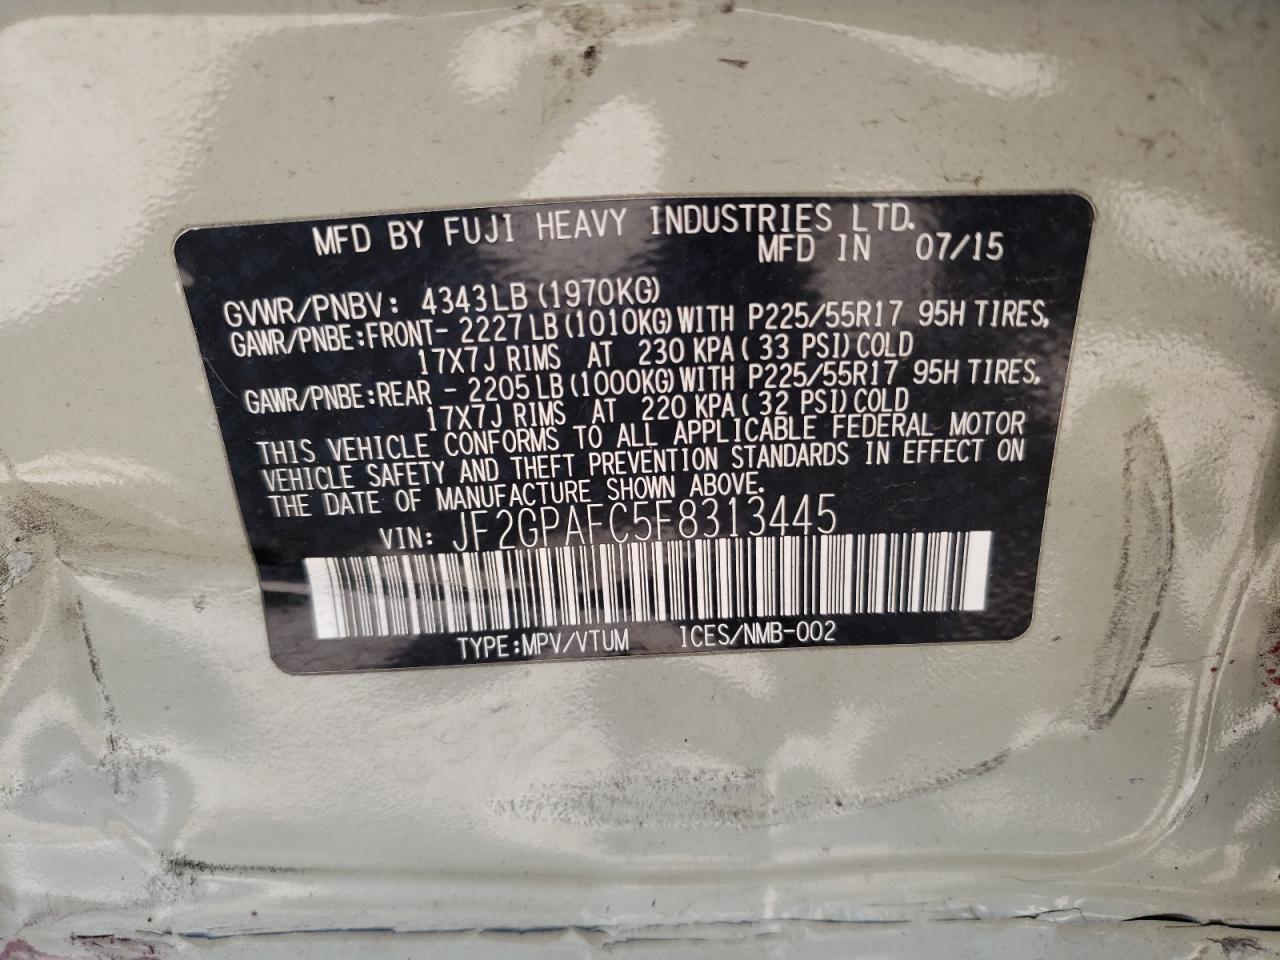 MFD BY FUJI HEAVY INDUSTRIES LTD.
MFD IN 07/15
GVWR/PNBV: 4343LB (1970KG)
GAWR/PNBE:FRONT- 2227LB (1010KG) WITH P225/55R17 95H TIRES,
17X7J RIMS AT 230 KPA( 33 PSI) COLD
GAWR/PNBE:REAR - 2205LB (1000KG) WITH P225/55R17 95H TIRES,
17X7J RIMS AT 220 KPA( 32 PSI) COLD
THIS VEHICLE CONFORMS TO ALL APPLICABLE FEDERAL MOTOR
VEHICLE SAFETY AND THEFT PREVENTION STANDARDS IN EFFECT ON
THE DATE OF MANUFACTURE SHOWN ABOVE.
VIN: JF2GPAFC5F8313445
TYPE:MPV/VTUM ICES/NMB-002